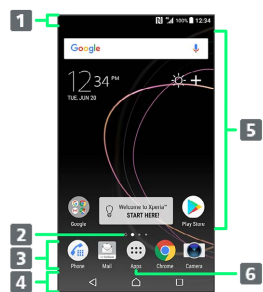 1
100% 12:34
Google
12 34 PM
TUE, JUN 20
5
Welcome to Xperia™
START HERE!
Google
Play Store
2
3
Phone
Mail
Apps
Chrome
Camera
6
4